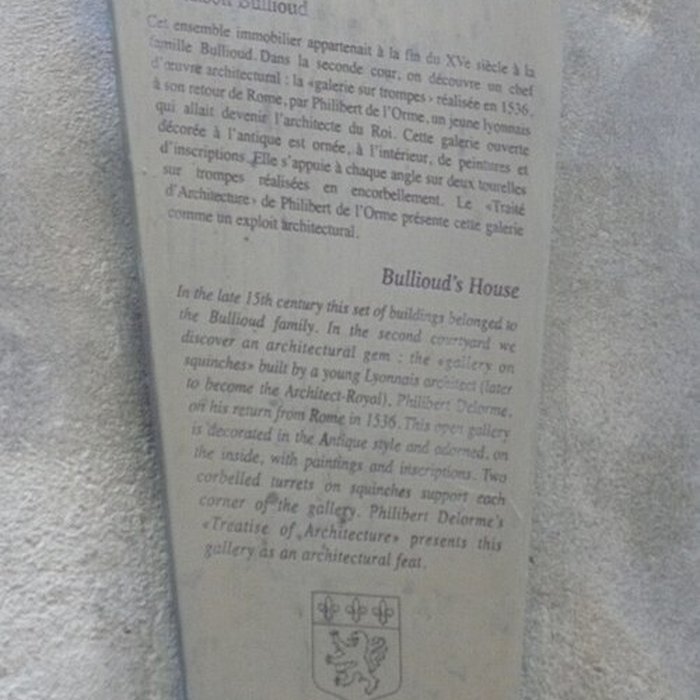 Maison Bullioud
Cet ensemble immobilier appartenait à la fin du XVe siècle à la
famille Bullioud. Dans la seconde cour, on découvre un chef
d'œuvre architectural : la «galerie sur trompes» réalisée en 1536,
à son retour de Rome, par Philibert de l'Orme, un jeune lyonnais
qui allait devenir l'architecte du Roi. Cette galerie ouverte
décorée à l'antique est ornée, à l'intérieur, de peintures et
d'inscriptions. Elle s'appuie à chaque angle sur deux tourelles
sur trompes réalisées en encorbellement. Le «Traité
d'Architecture» de Philibert de l'Orme présente cette galerie
comme un exploit architectural.
Bullioud's House
In the late 15th century this set of buildings belonged to
the Bullioud family. In the second courtyard we
discover an architectural gem : the «gallery on
squinches» built by a young Lyonnais architect (later
to become the Architect-Royal), Philibert Delorme,
on his return from Rome in 1536. This open gallery
is decorated in the Antique style and adorned, on
the inside, with paintings and inscriptions. Two
corbelled turrets on squinches support each
corner of the gallery. Philibert Delorme's
«Treatise of Architecture» presents this
gallery as an architectural feat.